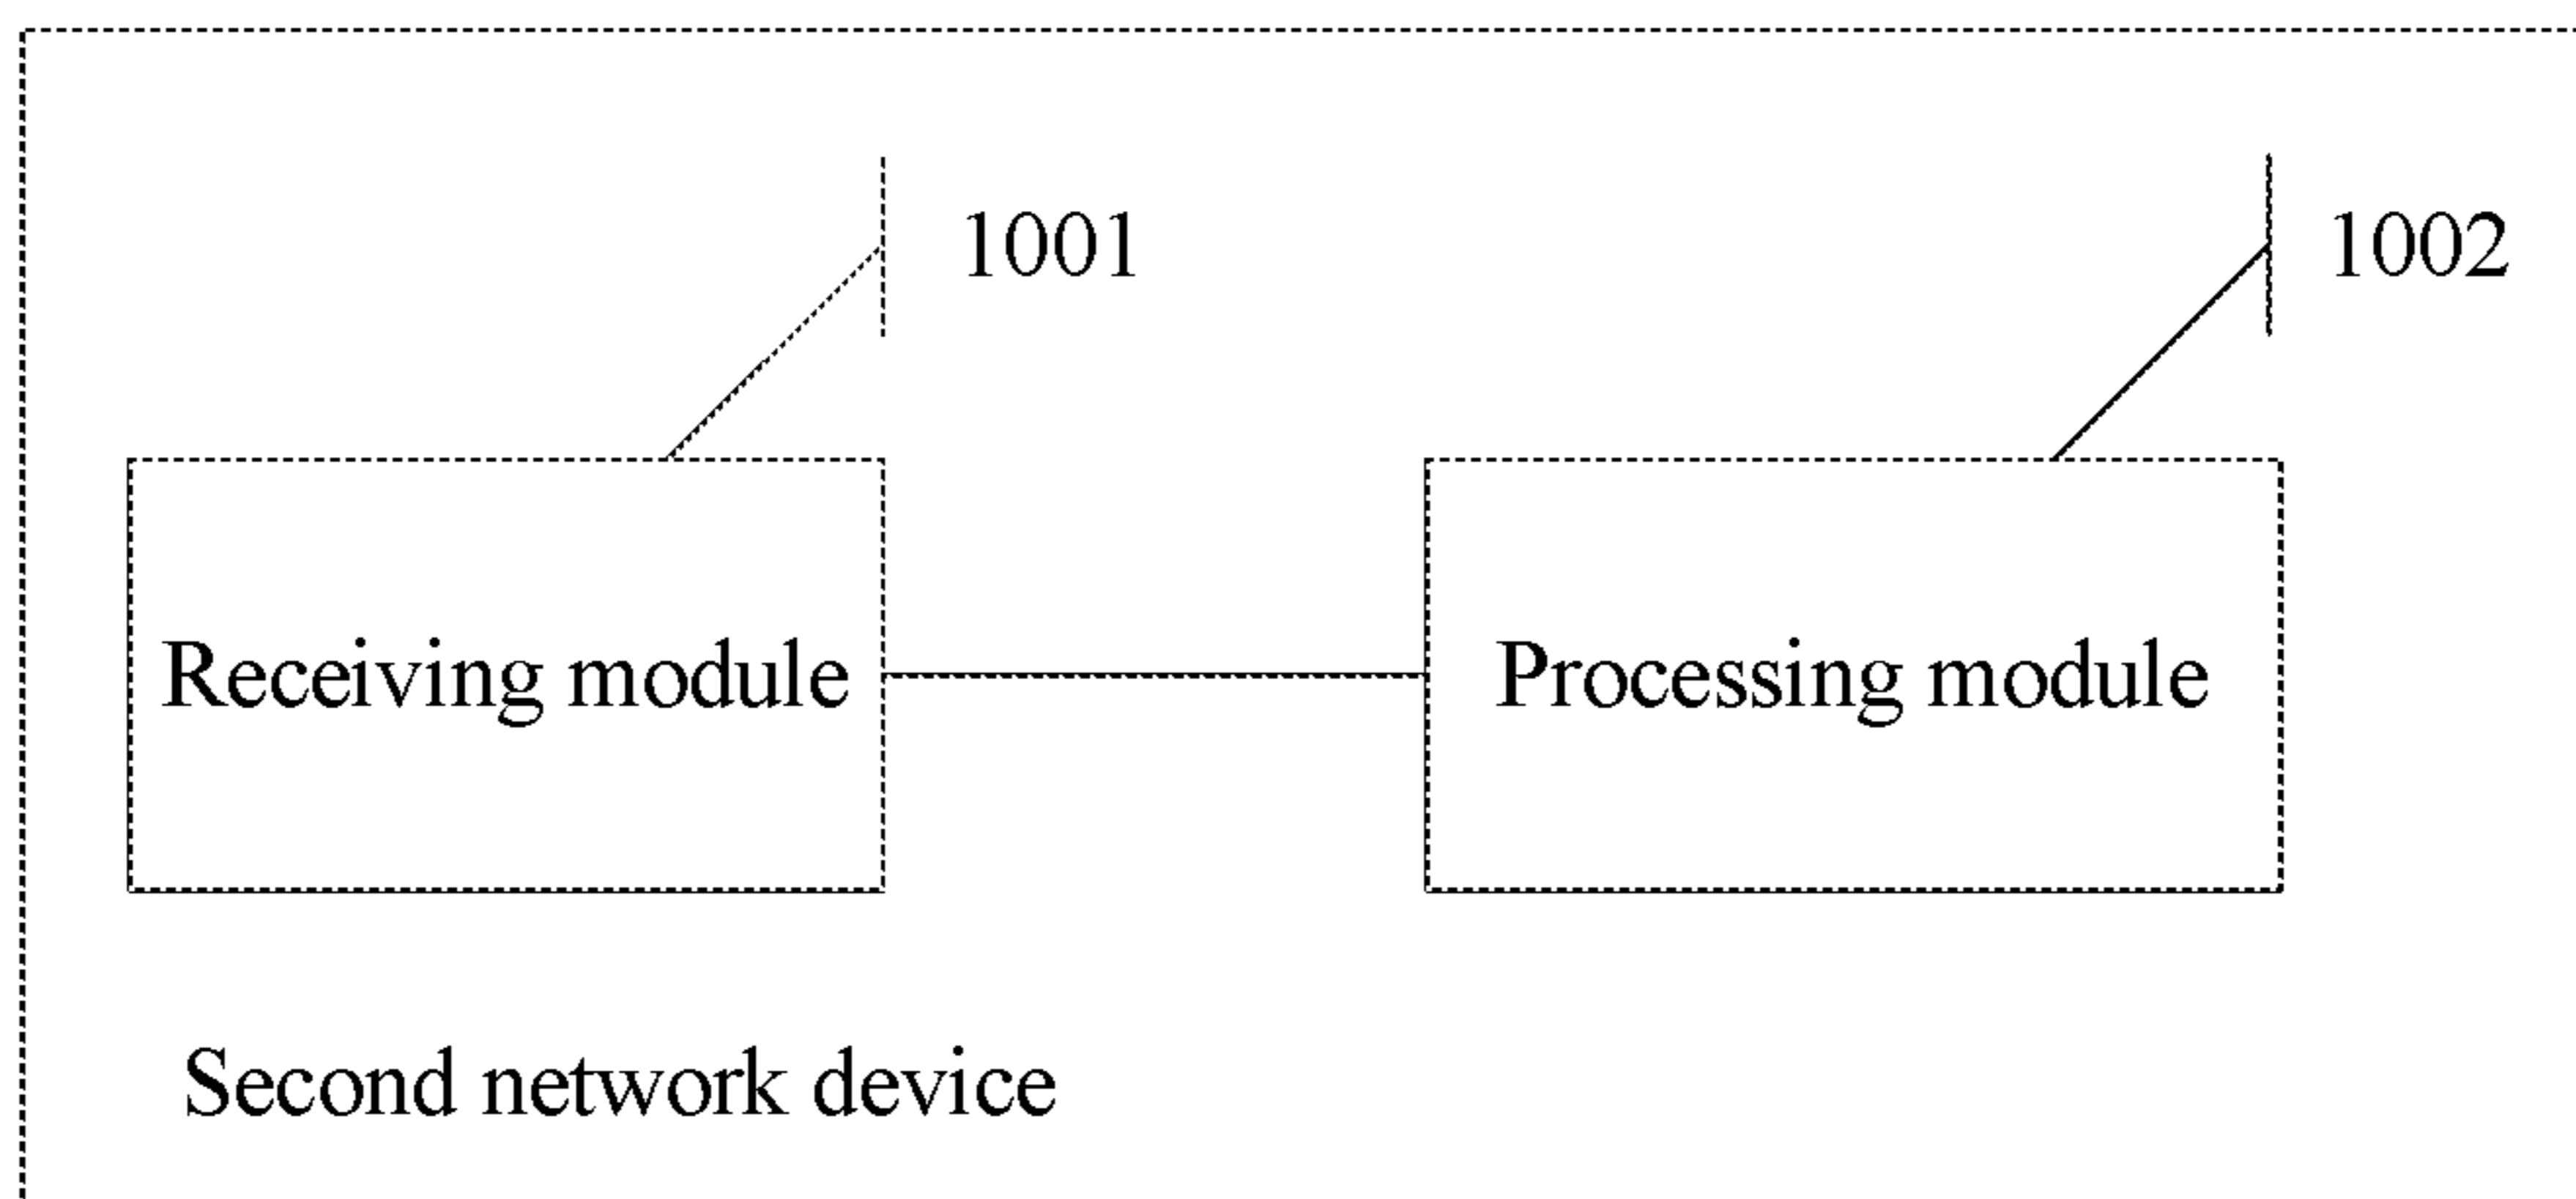 1001
1002
Receiving module
Processing module
Second network device